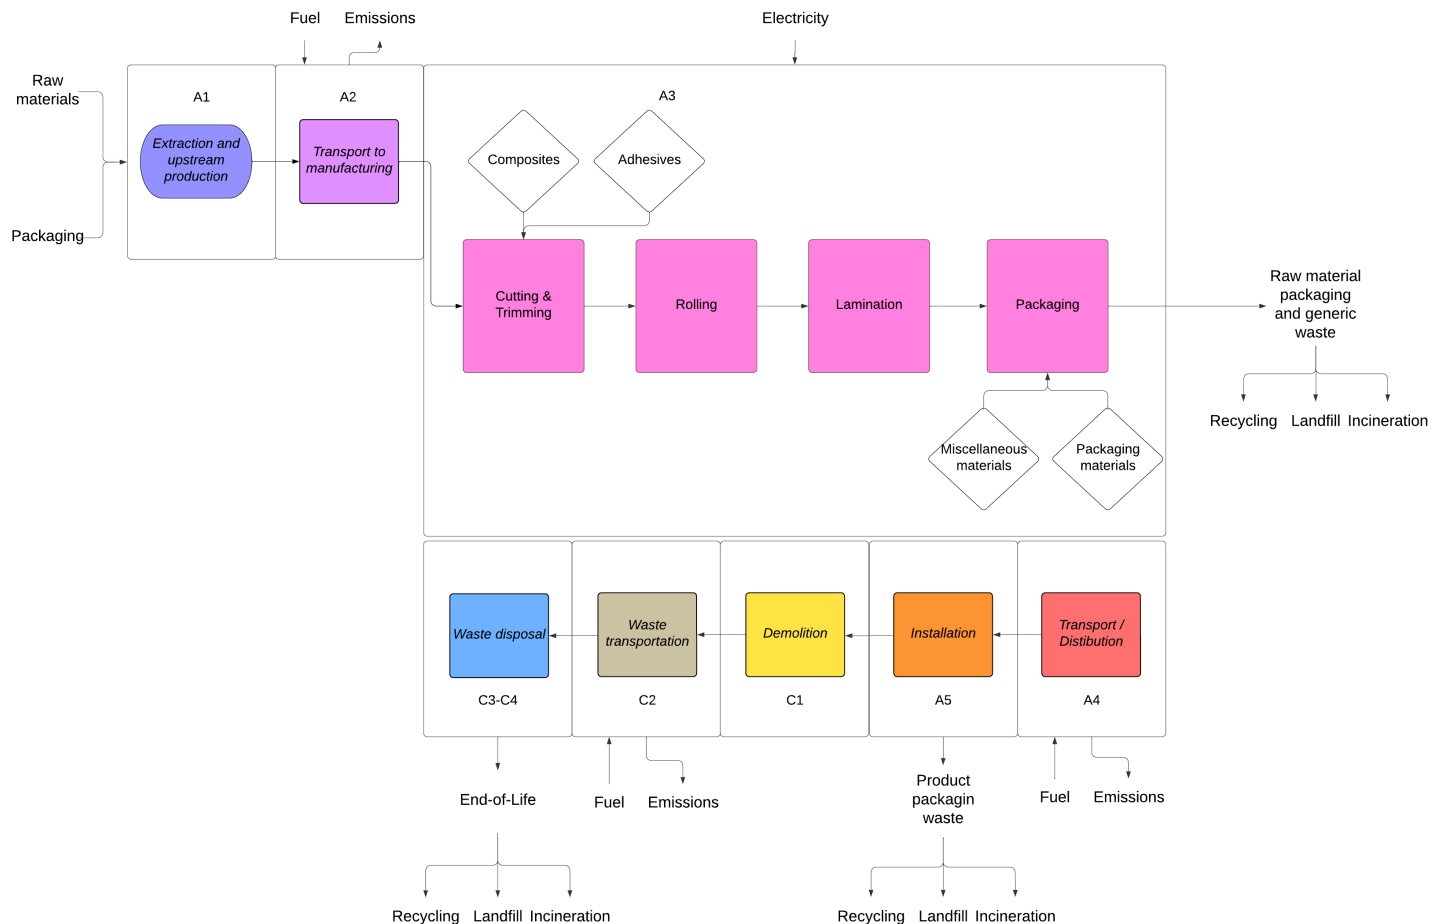 Fuel
Emissions
Electricity
Raw
materials
A1
A2
A3
Extraction and
upstream
production
Transport to
manufacturing
Composites
Adhesives
Packaging
Cutting &
Trimming
Rolling
Lamination
Packaging
Raw material
packaging
and generic
waste
Recycling
Landfill
Incineration
Miscellaneous
materials
Packaging
materials
Waste disposal
Waste
transportation
Demolition
Installation
Transport /
Distibution
C3-C4
C2
C1
A5
A4
End-of-Life
Fuel
Emissions
Product
packagin
waste
Fuel
Emissions
Recycling
Landfill
Incineration
Recycling
Landfill
Incineration